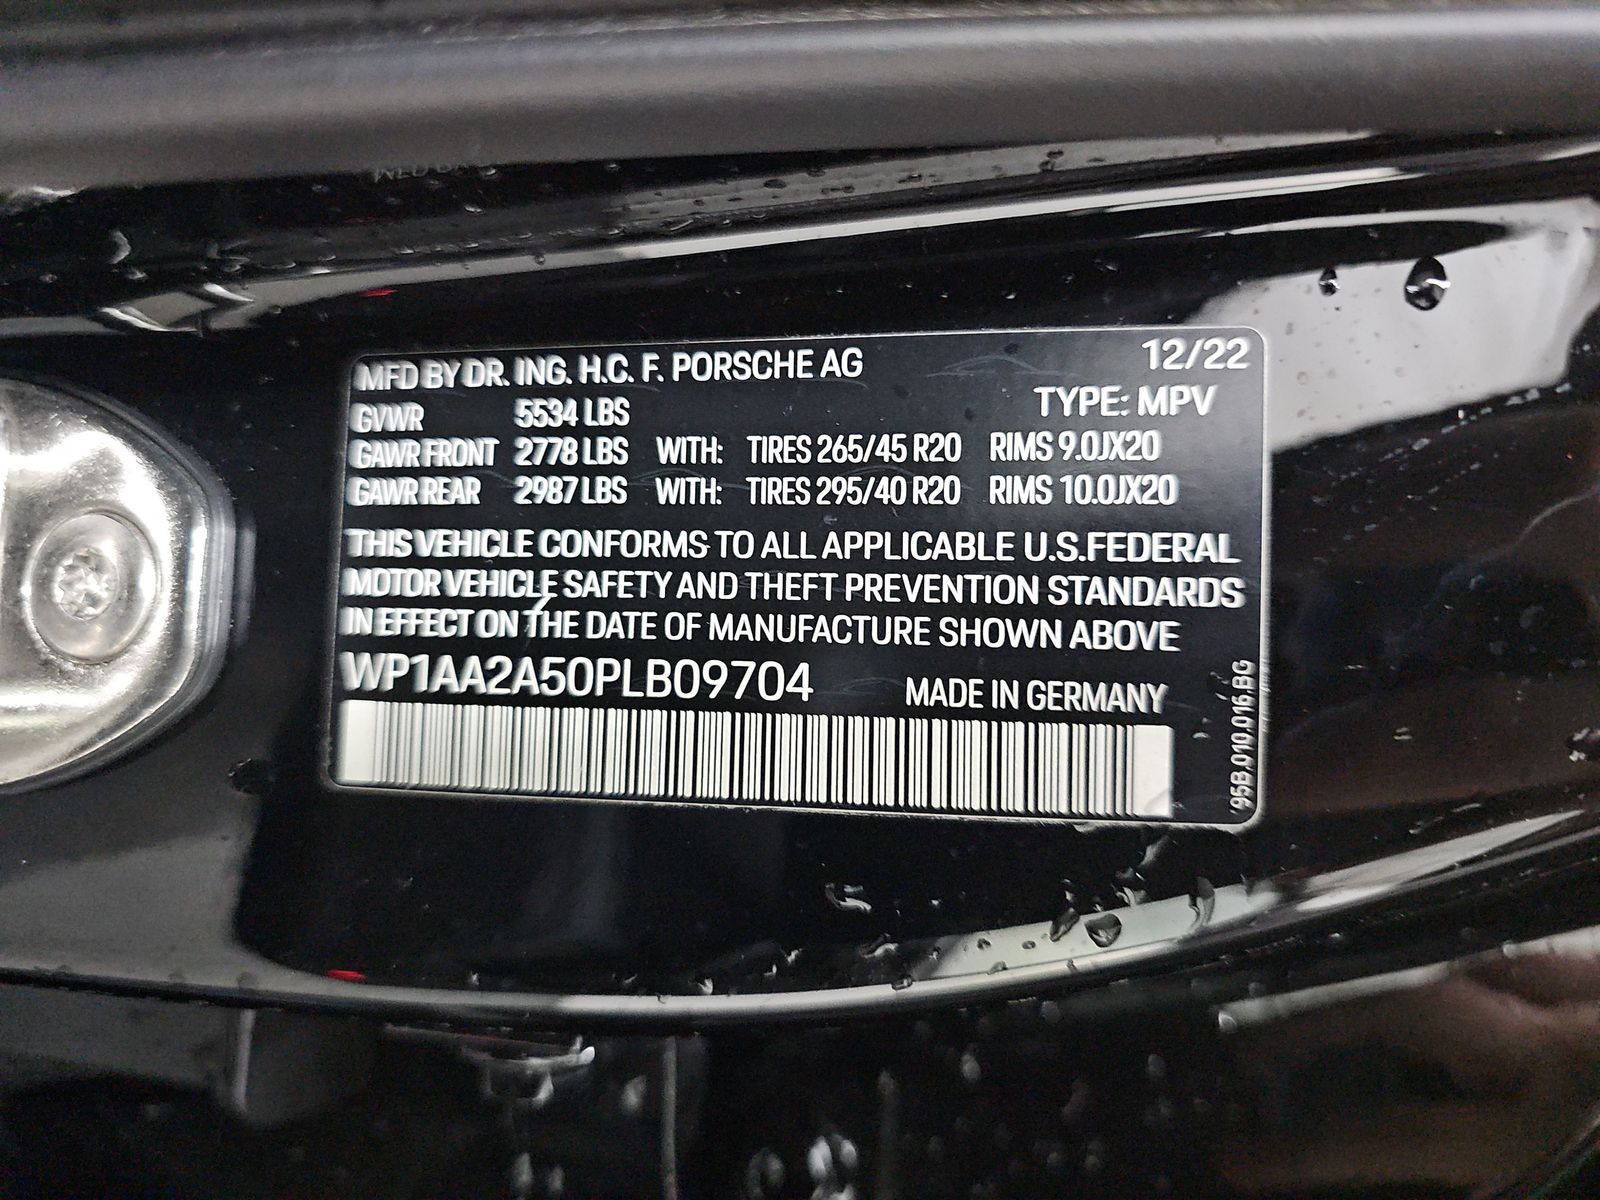 MFD BY DR. ING. H.C. F. PORSCHE AG 12/22
TYPE: MPV
GVWR 5534 LBS
GAWR FRONT 2778 LBS WITH: TIRES 265/45 R20 RIMS 9.0JX20
GAWR REAR 2987 LBS WITH: TIRES 295/40 R20 RIMS 10.0JX20
THIS VEHICLE CONFORMS TO ALL APPLICABLE U.S.FEDERAL
MOTOR VEHICLE SAFETY AND THEFT PREVENTION STANDARDS
IN EFFECT ON THE DATE OF MANUFACTURE SHOWN ABOVE
WP1AA2A50PLB09704 MADE IN GERMANY
95B.010.016.BG